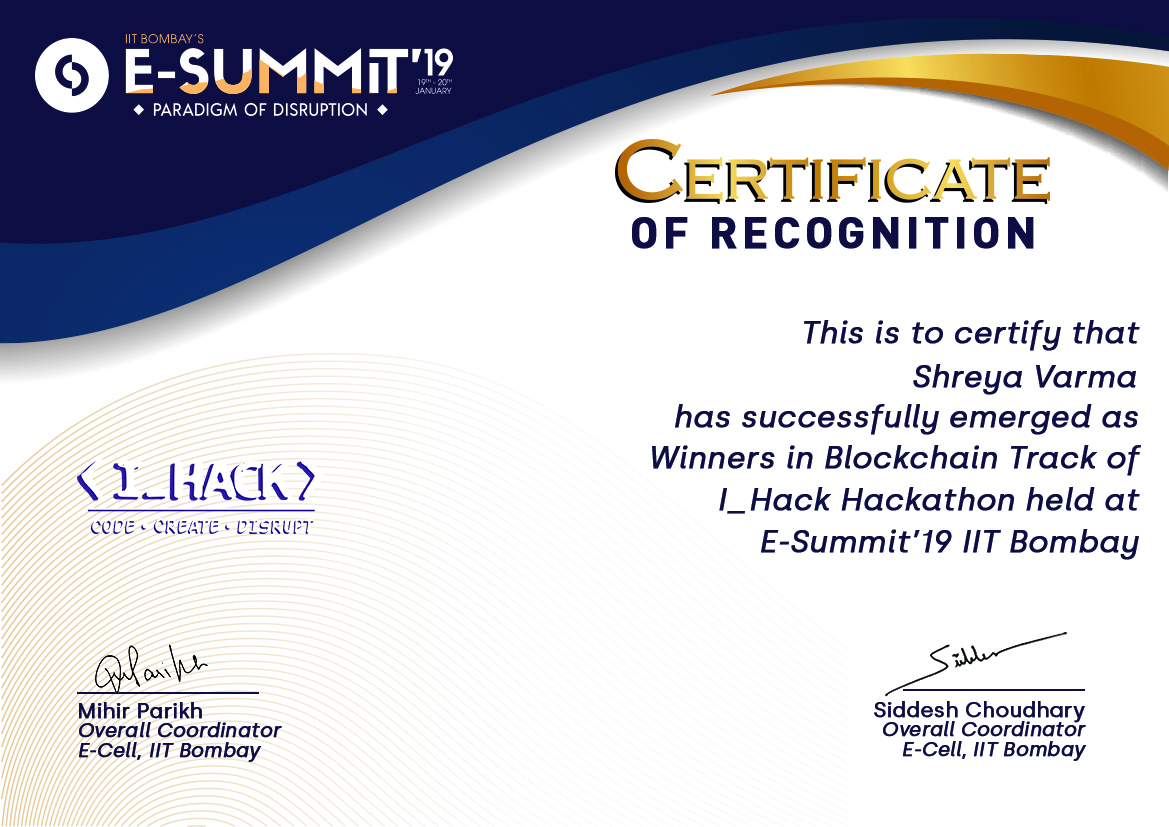 IIT BOMBAY'S
E-SUMMIT'19
19TH - 20TH
JANUARY
◆ PARADIGM OF DISRUPTION ◆
CERTIFICATE
OF RECOGNITION
This is to certify that
Shreya Varma
has successfully emerged as
Winners in Blockchain Track of
I_Hack Hackathon held at
E-Summit'19 IIT Bombay
<I_HACK>
CODE • CREATE • DISRUPT
Mihir Parikh
Overall Coordinator
E-Cell, IIT Bombay
Siddesh Choudhary
Overall Coordinator
E-Cell, IIT Bombay